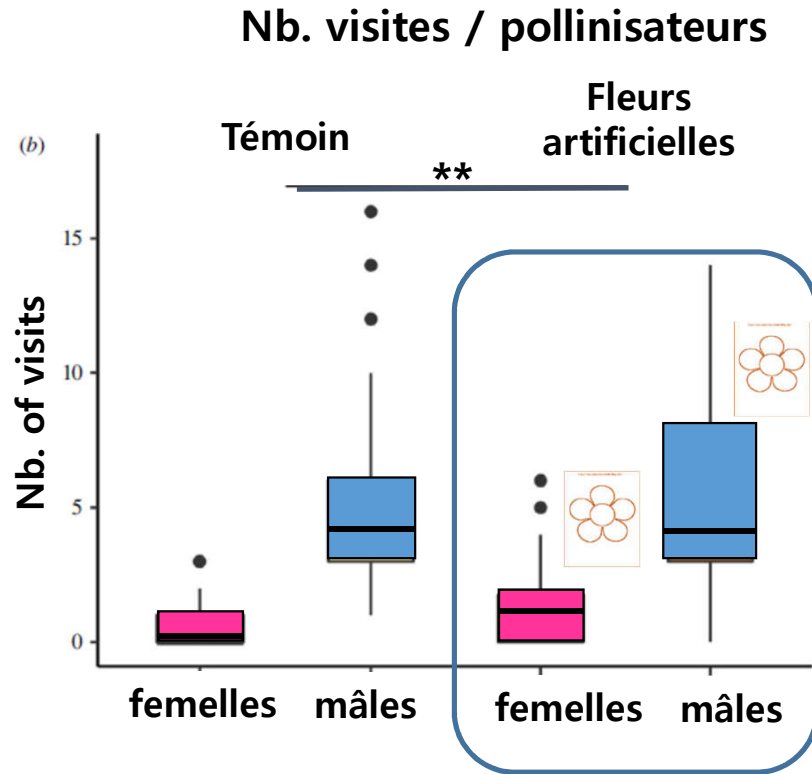 Nb. visites / pollinisateurs
(b)
Témoin
Fleurs
artificielles
**
Nb. of visits
15
10
5
0
femelles
mâles
femelles
mâles